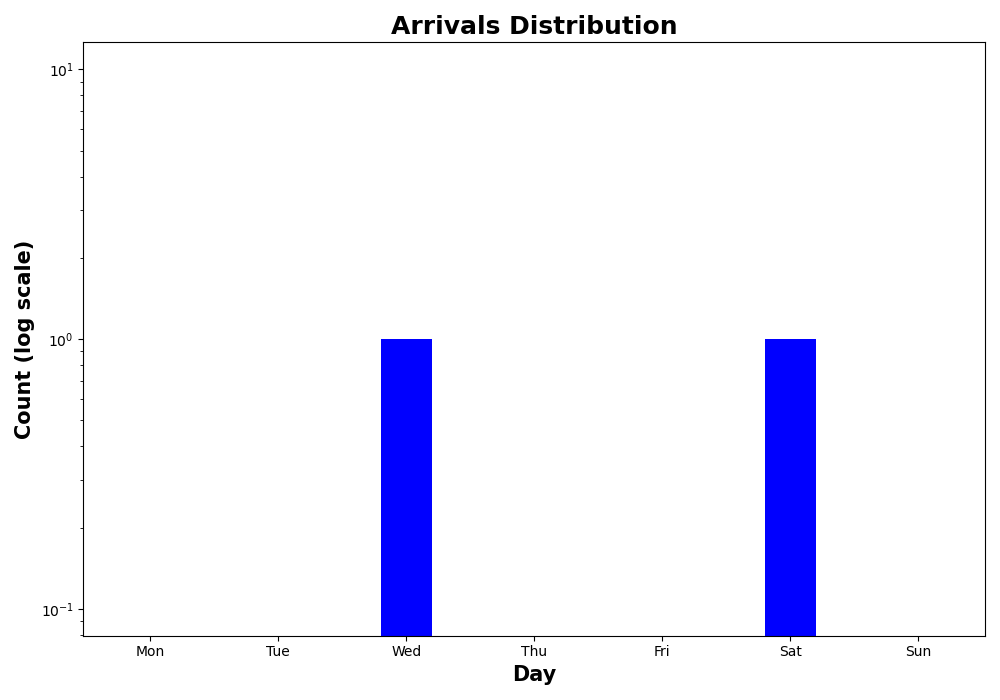 Arrivals Distribution
10¹
10⁰
10⁻¹
Count (log scale)
Mon Tue Wed Thu Fri Sat Sun
Day